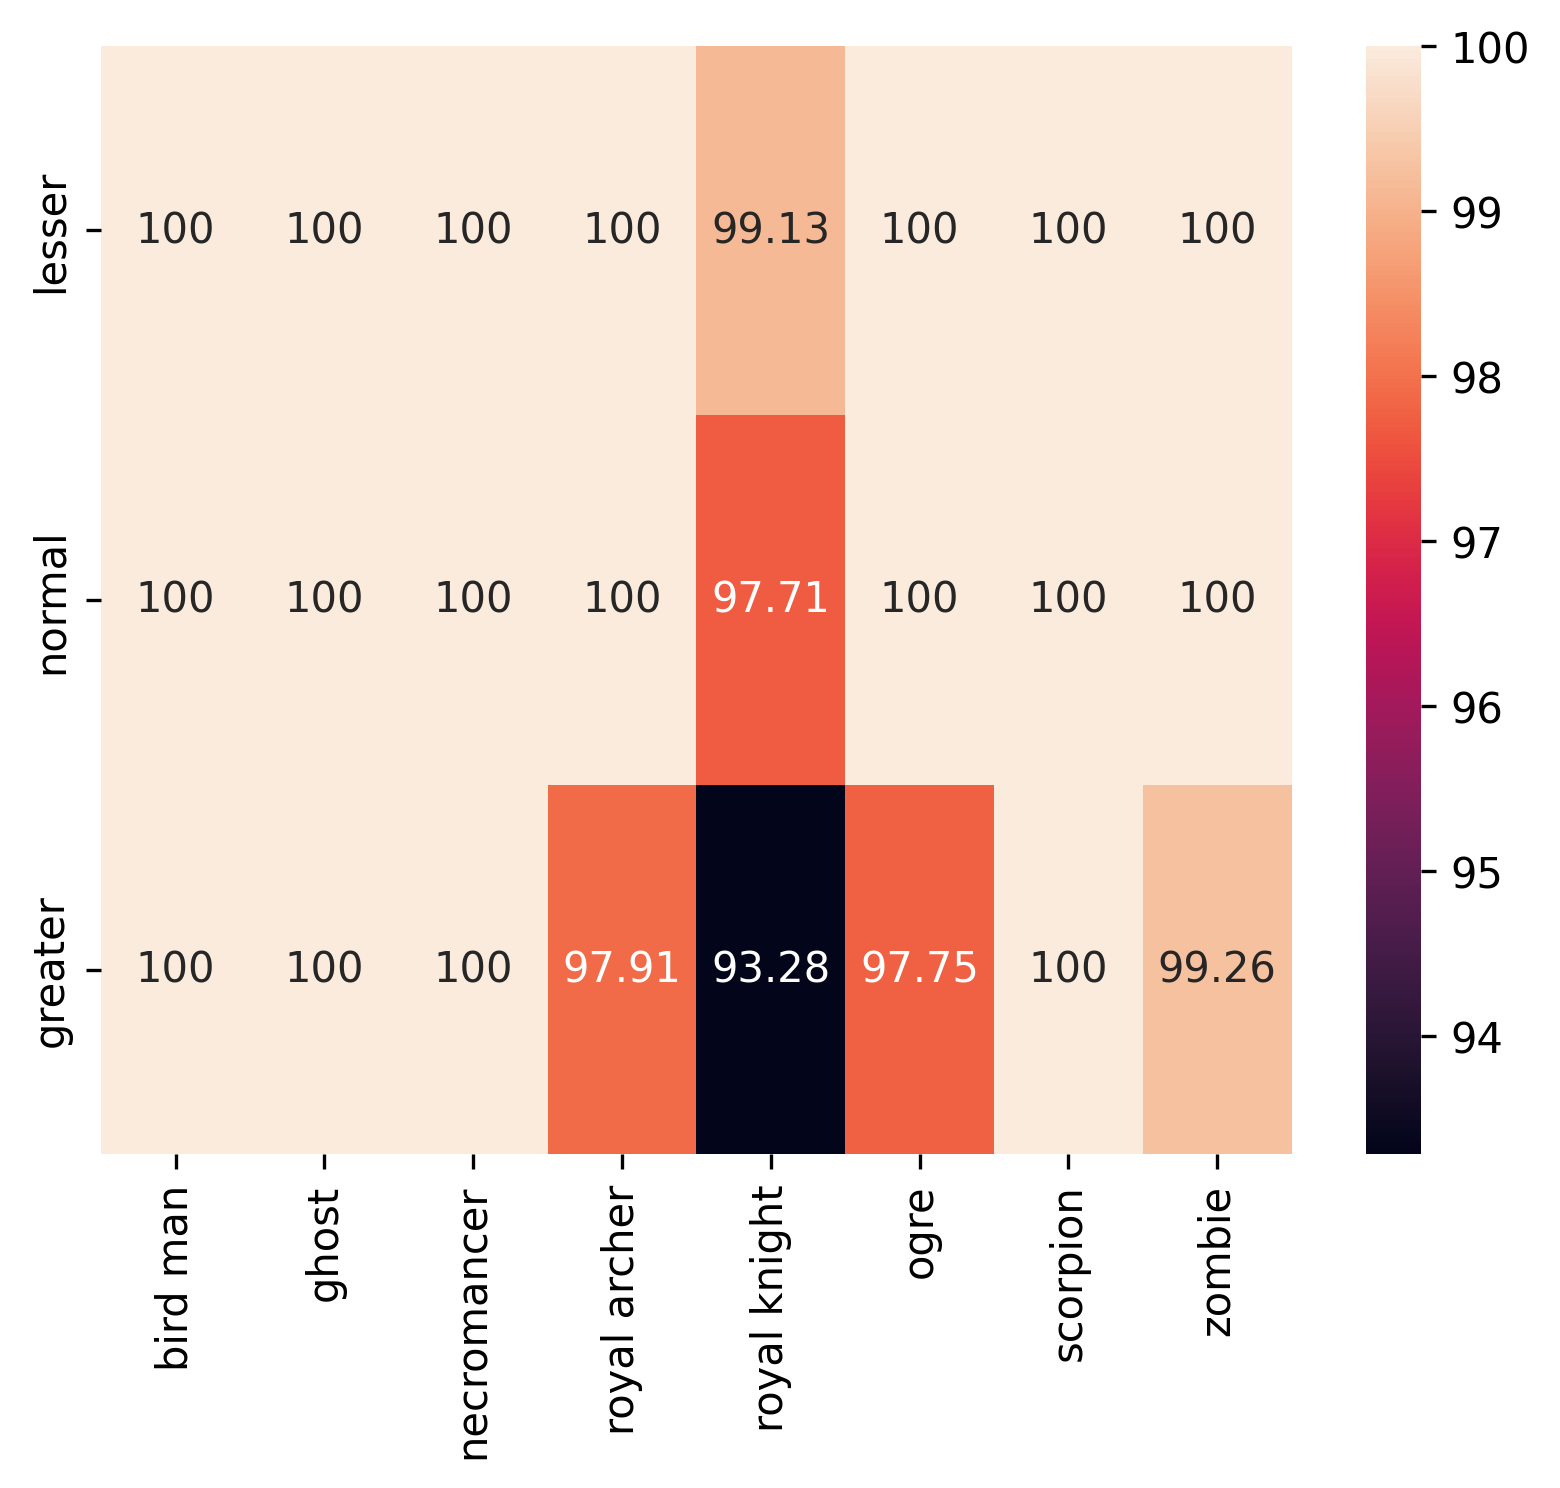 lesser 100 100 100 100 99.13 100 100 100
normal 100 100 100 100 97.71 100 100 100
greater 100 100 100 97.91 93.28 97.75 100 99.26
bird man
ghost
necromancer
royal archer
royal knight
ogre
scorpion
zombie
100
99
98
97
96
95
94